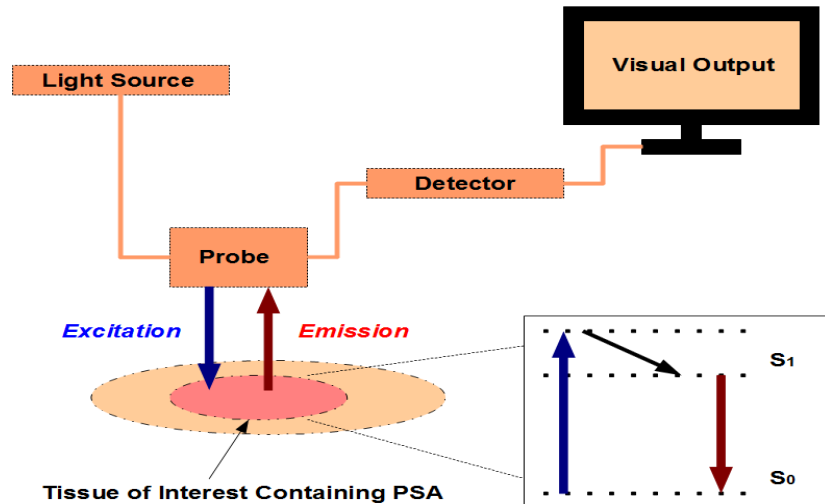 Visual Output
Light Source
Detector
Probe
Excitation
Emission
S1
S0
Tissue of Interest Containing PSA